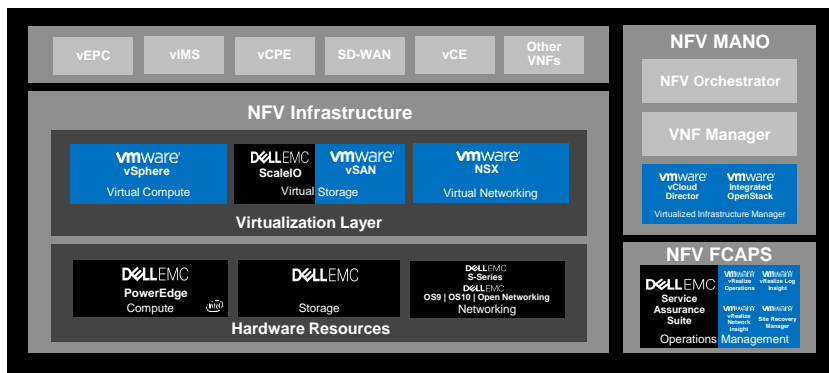 vEPC
vIMS
vCPE
SD-WAN
vCE
Other
VNFs
NFV Infrastructure
vmware
vSphere
Virtual Compute
DELLEMC
ScaleIO
vmware
vSAN
Virtual Storage
vmware
NSX
Virtual Networking
Virtualization Layer
DELLEMC
PowerEdge
Compute
intel
DELLEMC
Storage
DELLEMC
S-Series
DELLEMC
OS9 | OS10 | Open Networking
Networking
Hardware Resources
NFV MANO
NFV Orchestrator
VNF Manager
vmware
vCloud
Director
vmware
Integrated
OpenStack
Virtualized Infrastructure Manager
NFV FCAPS
DELLEMC
Service
Assurance
Suite
vmware
vRealize
Operations
vmware
vRealize Log
Insight
vmware
vRealize
Network
Insight
vmware
Site Recovery
Manager
Operations Management